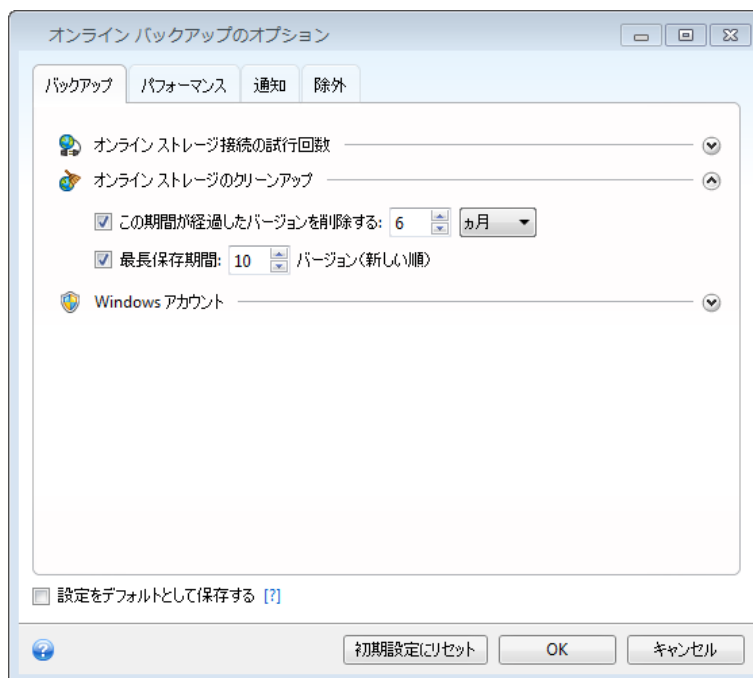 オンライン バックアップのオプション
バックアップ パフォーマンス 通知 除外
オンライン ストレージ接続の試行回数
オンライン ストレージのクリーンアップ
この期間が経過したバージョンを削除する: 6 ヵ月
最長保存期間: 10 バージョン(新しい順)
Windows アカウント
設定をデフォルトとして保存する [?]
初期設定にリセット OK キャンセル